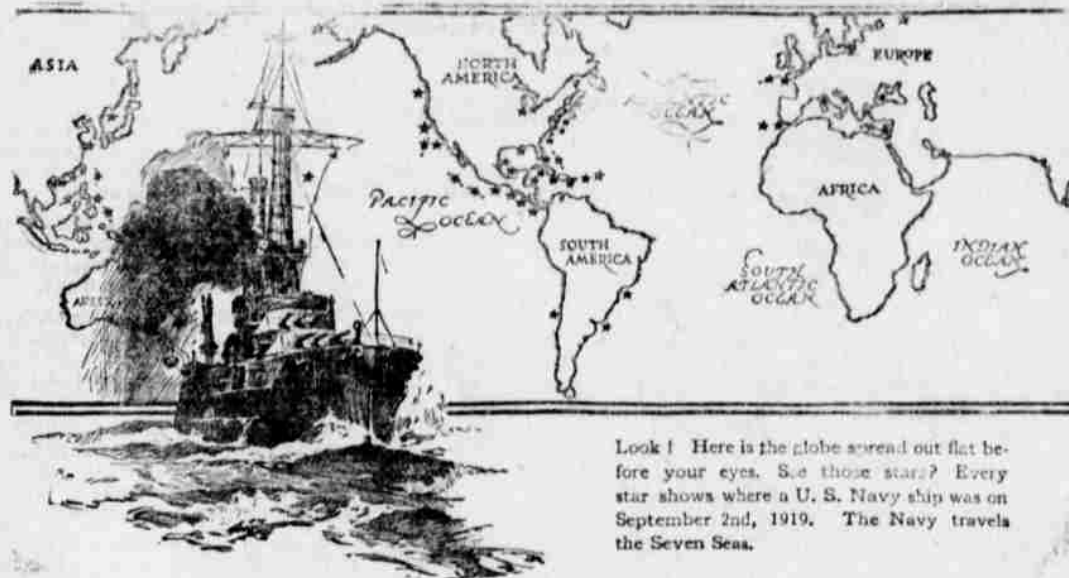 ASIA
NORTH
AMERICA
EUROPE
OCEAN
AFRICA
PACIFIC
OCEAN
SOUTH
AMERICA
INDIAN
OCEAN
SOUTH
ATLANTIC
OCEAN
Look! Here is the globe spread out flat be-
fore your eyes. See those stars? Every
star shows where a U. S. Navy ship was on
September 2nd, 1919. The Navy travels
the Seven Seas.